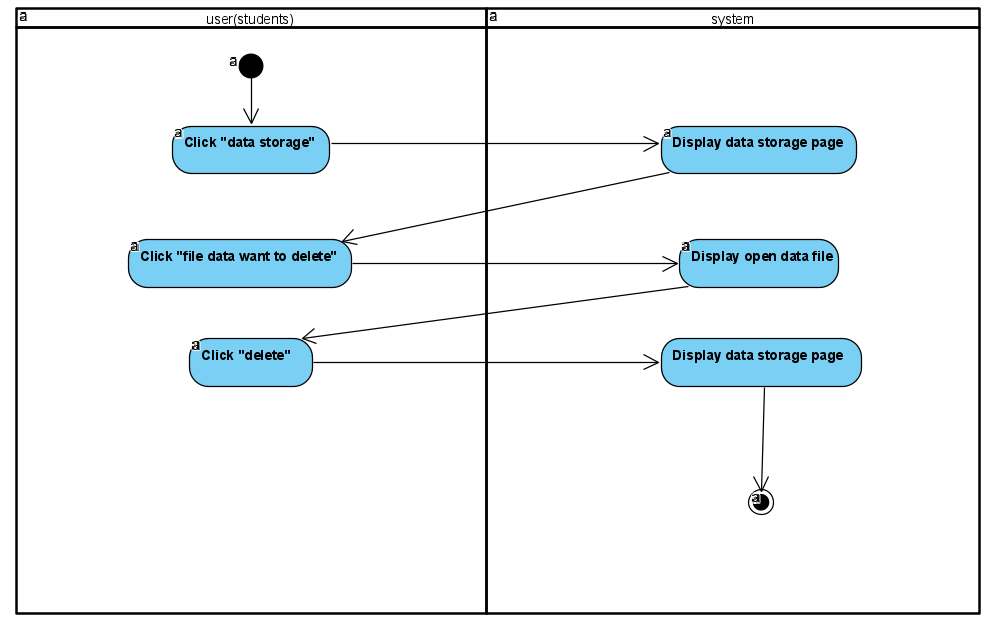 a user(students) a system
a
a Click "data storage" a Display data storage page
a Click "file data want to delete" a Display open data file
a Click "delete" Display data storage page
a